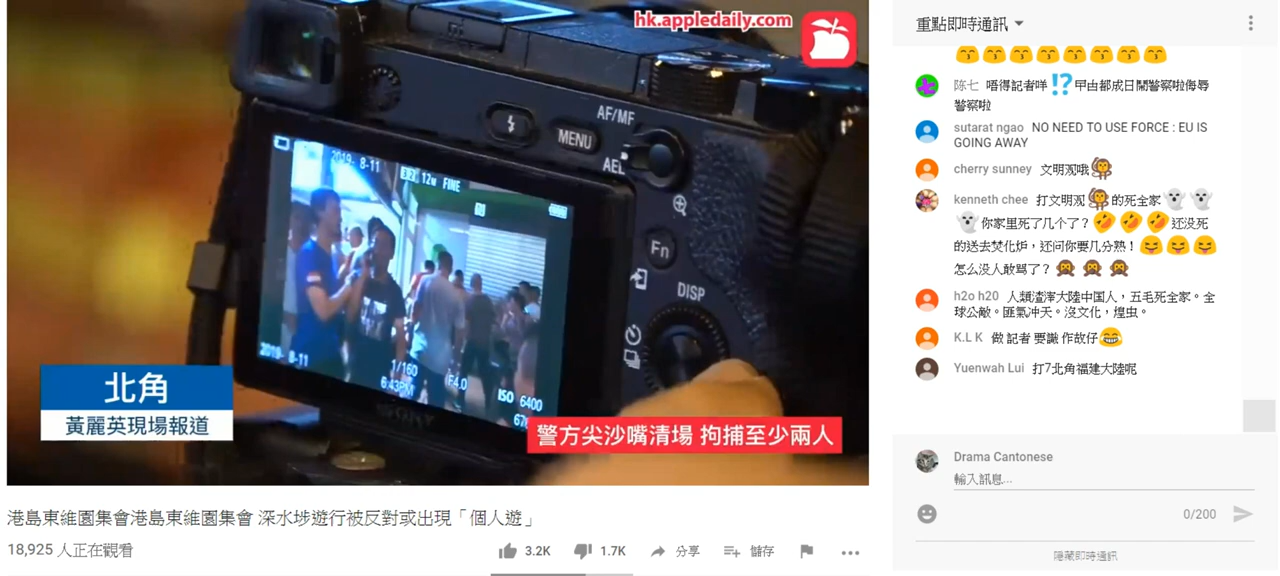 hk.appledaily.com
AF/MF
MENU
AEL
2019- 8-11
12M FINE
Fn
DISP
2019- 8-11
1/160
6:43PM
F4.0
ISO 6400
SONY
北角
黃麗英現場報道
警方尖沙嘴清場 拘捕至少兩人
港島東維園集會港島東維園集會 深水埗遊行被反對或出現「個人遊」
18,925 人正在觀看
3.2K
1.7K
分享
儲存
重點即時通訊
陈七 唔得記者咩⁉曱甴都成日鬧警察啦侮辱
警察啦
sutarat ngao NO NEED TO USE FORCE : EU IS
GOING AWAY
cherry sunney 文明观哦
kenneth chee 打文明观的死全家
你家里死了几个了? 还没死
的送去焚化炉，还问你要几分熟！
怎么没人敢骂了?
h2o h20 人類渣滓大陸中国人，五毛死全家。全
球公敵。匪氣冲天。沒文化，煌虫。
K.L K 做 記者 要識 作故仔
Yuenwah Lui 打7北角福建大陸呢
Drama Cantonese
輸入訊息...
0/200
隱藏即時通訊